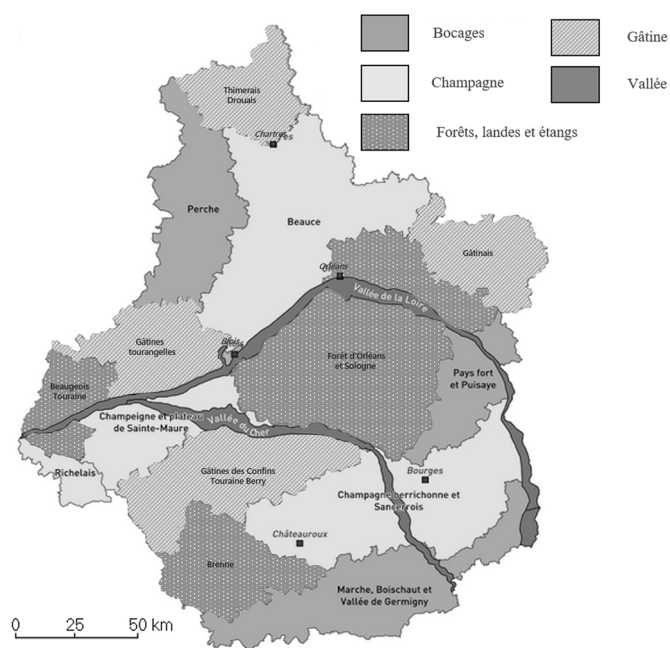 Bocages
Gâtine
Champagne
Vallée
Forêts, landes et étangs
Thimerais
Drouais
Chartres
Perche
Beauce
Gâtinais
Orléans
Vallée de la Loire
Gâtines
tourangelles
Blois
Forêt d'Orléans
et Sologne
Pays fort
et Puisaye
Beaugeois
Touraine
Champeigne et plateau
de Sainte-Maure
Vallée du Cher
Richelais
Gâtines des Confins
Touraine Berry
Bourges
Champagne berrichonne et
Sancerrois
Châteauroux
Brenne
Marche, Boischaut et
Vallée de Germigny
0 25 50 km